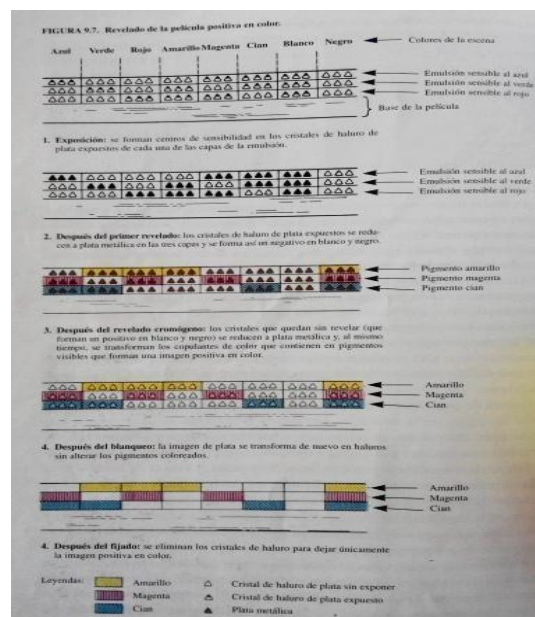 FIGURA 9.7. Revelado de la película positiva en color.
Azul Verde Rojo Amarillo Magenta Cian Blanco Negro Colores de la escena
Emulsión sensible al azul
Emulsión sensible al verde
Emulsión sensible al rojo
Base de la película
1. Exposición: se forman centros de sensibilidad en los cristales de haluro de
plata expuestos de cada una de las capas de la emulsión.
Emulsión sensible al azul
Emulsión sensible al verde
Emulsión sensible al rojo
2. Después del primer revelado: los cristales de haluro de plata expuestos se redu-
cen a plata metálica en las tres capas y se forma así un negativo en blanco y negro.
Pigmento amarillo
Pigmento magenta
Pigmento cian
3. Después del revelado cromógeno: los cristales que quedan sin revelar (que
forman un positivo en blanco y negro) se reducen a plata metálica y, al mismo
tiempo, se transforman los copulantes de color que contienen en pigmentos
visibles que forman una imagen positiva en color.
Amarillo
Magenta
Cian
4. Después del blanqueo: la imagen de plata se transforma de nuevo en haluros
sin alterar los pigmentos coloreados.
Amarillo
Magenta
Cian
4. Después del fijado: se eliminan los cristales de haluro para dejar únicamente
la imagen positiva en color.
Leyendas: Amarillo Cristal de haluro de plata sin exponer
Magenta Cristal de haluro de plata expuesto
Cian Plata metálica